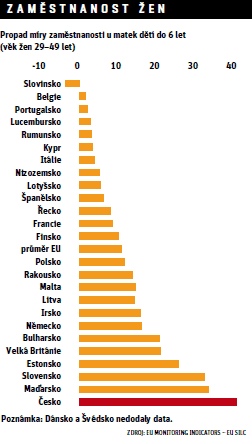 ZAMĚSTNANOST ŽEN
Propad míry zaměstnanosti u matek dětí do 6 let
(věk žen 29–49 let)
-10 0 10 20 30 40
Slovinsko
Belgie
Portugalsko
Lucembursko
Rumunsko
Kypr
Itálie
Nizozemsko
Lotyšsko
Španělsko
Řecko
Francie
Finsko
průměr EU
Polsko
Rakousko
Malta
Litva
Irsko
Německo
Bulharsko
Velká Británie
Estonsko
Slovensko
Maďarsko
Česko
Poznámka: Dánsko a Švédsko nedodaly data.
ZDROJ: EU MONITORING INDICATORS – EU SILC